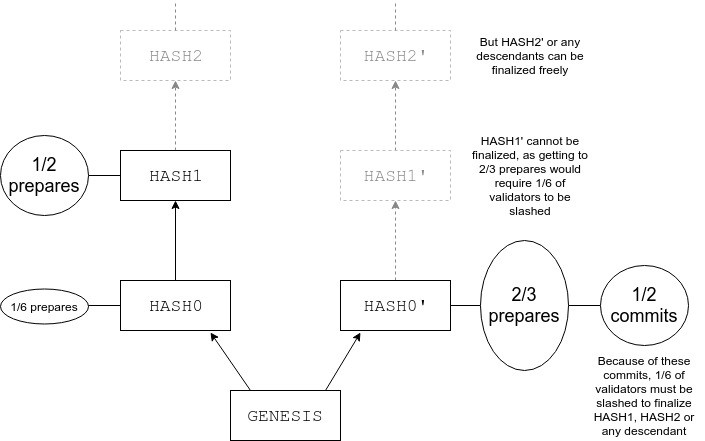 HASH2
HASH2'
But HASH2' or any
descendants can be
finalized freely
1/2
prepares
HASH1
HASH1'
HASH1' cannot be
finalized, as getting to
2/3 prepares would
require 1/6 of
validators to be
slashed
1/6 prepares
HASH0
HASH0'
2/3
prepares
1/2
commits
Because of these
commits, 1/6 of
validators must be
slashed to finalize
HASH1, HASH2 or
any descendant
GENESIS